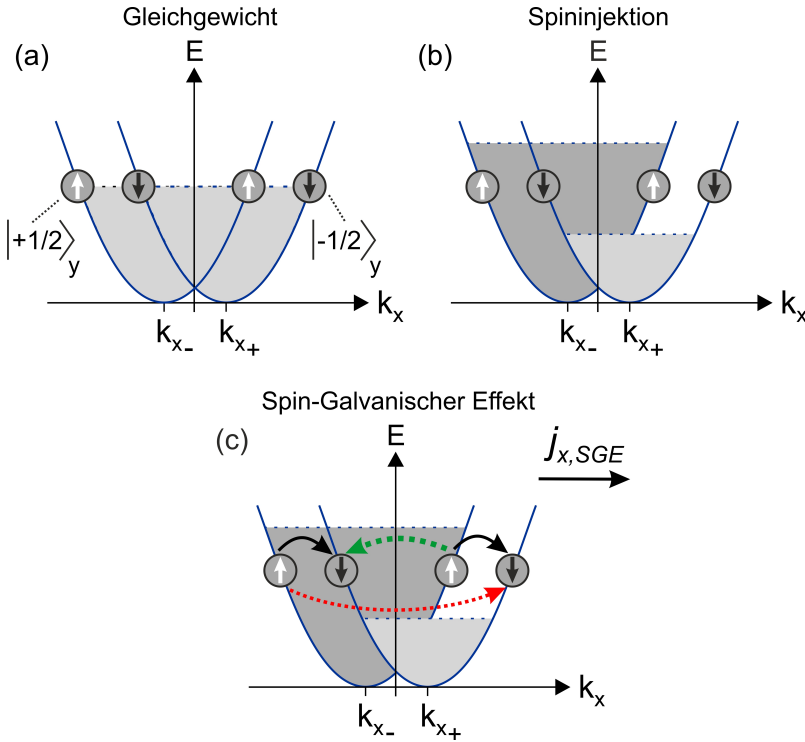 Gleichgewicht
(a)
E
|+1/2⟩y
|-1/2⟩y
kx
kx-
kx+
Spininjektion
(b)
E
kx
kx-
kx+
Spin-Galvanischer Effekt
(c)
E
jx,SGE
kx
kx-
kx+